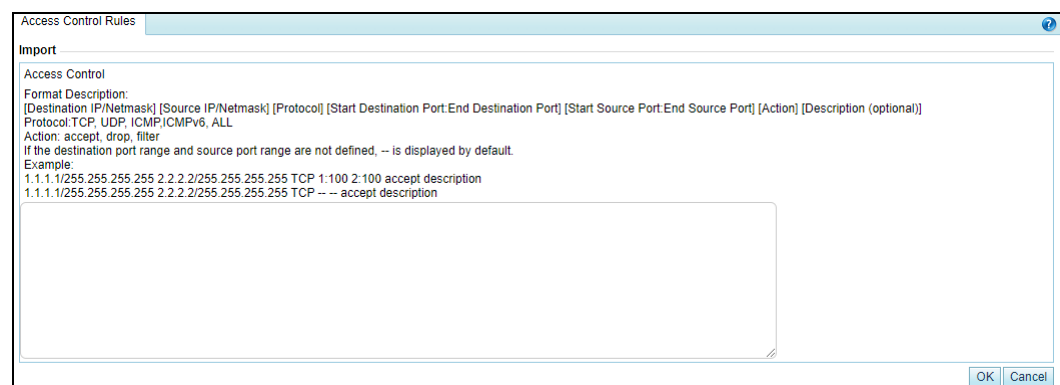 Access Control Rules
?
Import
Access Control
Format Description:
[Destination IP/Netmask] [Source IP/Netmask] [Protocol] [Start Destination Port:End Destination Port] [Start Source Port:End Source Port] [Action] [Description (optional)]
Protocol:TCP, UDP, ICMP,ICMPv6, ALL
Action: accept, drop, filter
If the destination port range and source port range are not defined, -- is displayed by default.
Example:
1.1.1.1/255.255.255.255 2.2.2.2/255.255.255.255 TCP 1:100 2:100 accept description
1.1.1.1/255.255.255.255 2.2.2.2/255.255.255.255 TCP -- -- accept description
OK Cancel